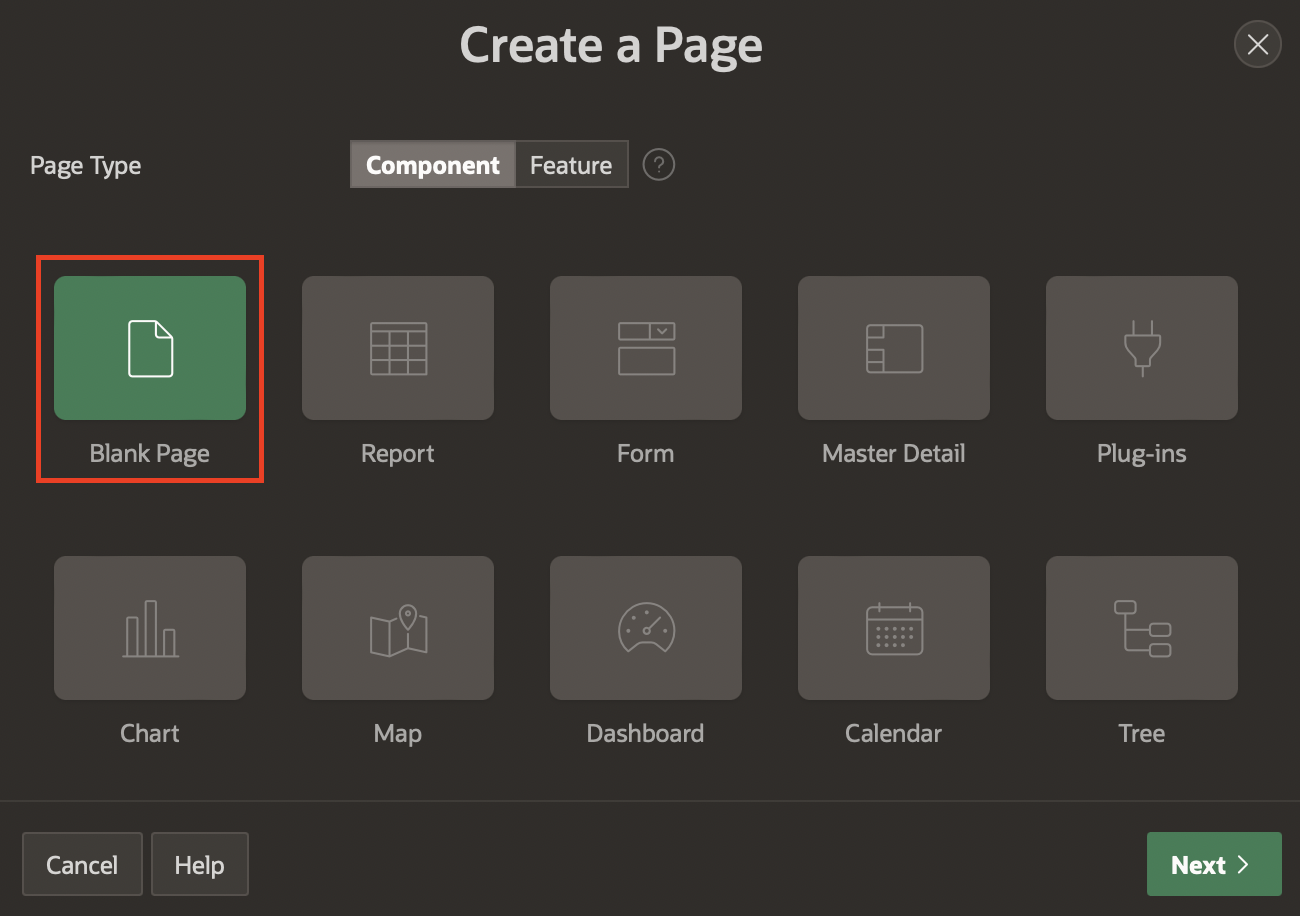 Create a Page
Page Type
Component Feature ?
Blank Page Report Form Master Detail Plug-ins
Chart Map Dashboard Calendar Tree
Cancel Help Next